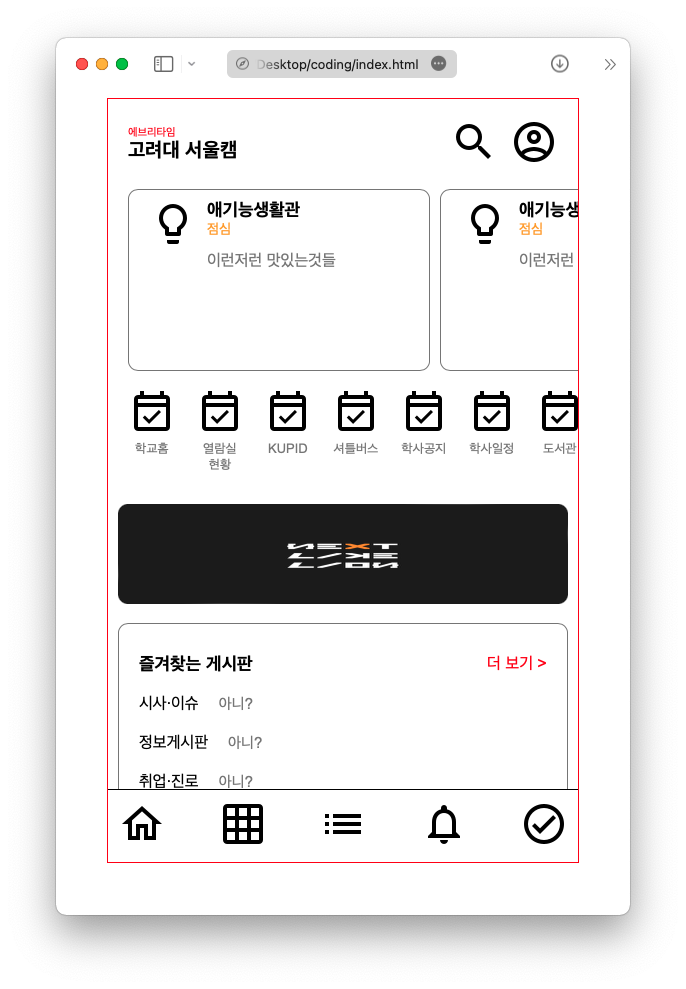 Desktop/coding/index.html
에브리타임
고려대 서울캠
애기능생활관
점심
이런저런 맛있는것들
애기능생
점심
이런저런
학교홈
열람실
현황
KUPID
셔틀버스
학사공지
학사일정
도서관
NEXT
LIKE
LION
즐겨찾는 게시판
더 보기 >
시사·이슈 아니?
정보게시판 아니?
취업·진로 아니?